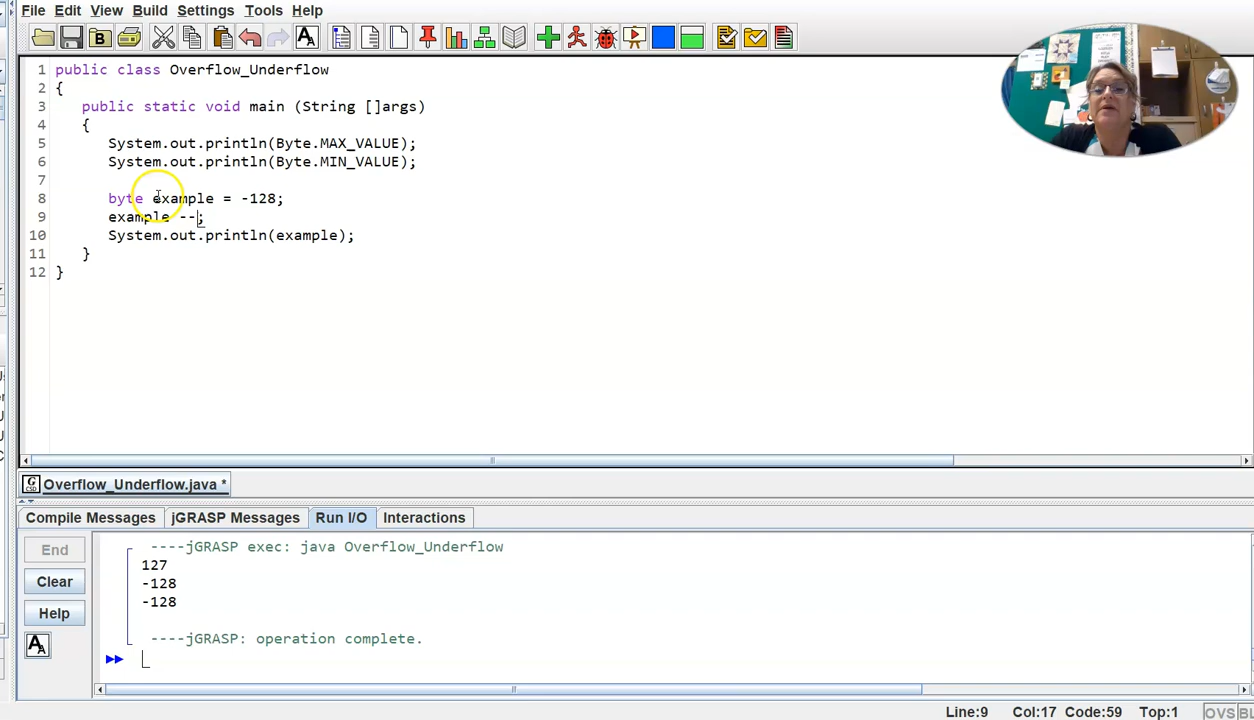 File Edit View Build Settings Tools Help
1 public class Overflow_Underflow
2 {
3 public static void main (String []args)
4 {
5 System.out.println(Byte.MAX_VALUE);
6 System.out.println(Byte.MIN_VALUE);
7
8 byte example = -128;
9 example --;
10 System.out.println(example);
11 }
12 }
Overflow_Underflow.java *
Compile Messages jGRASP Messages Run I/O Interactions
End
Clear
Help
----jGRASP exec: java Overflow_Underflow
127
-128
-128
----jGRASP: operation complete.
Line:9 Col:17 Code:59 Top:1 OVS